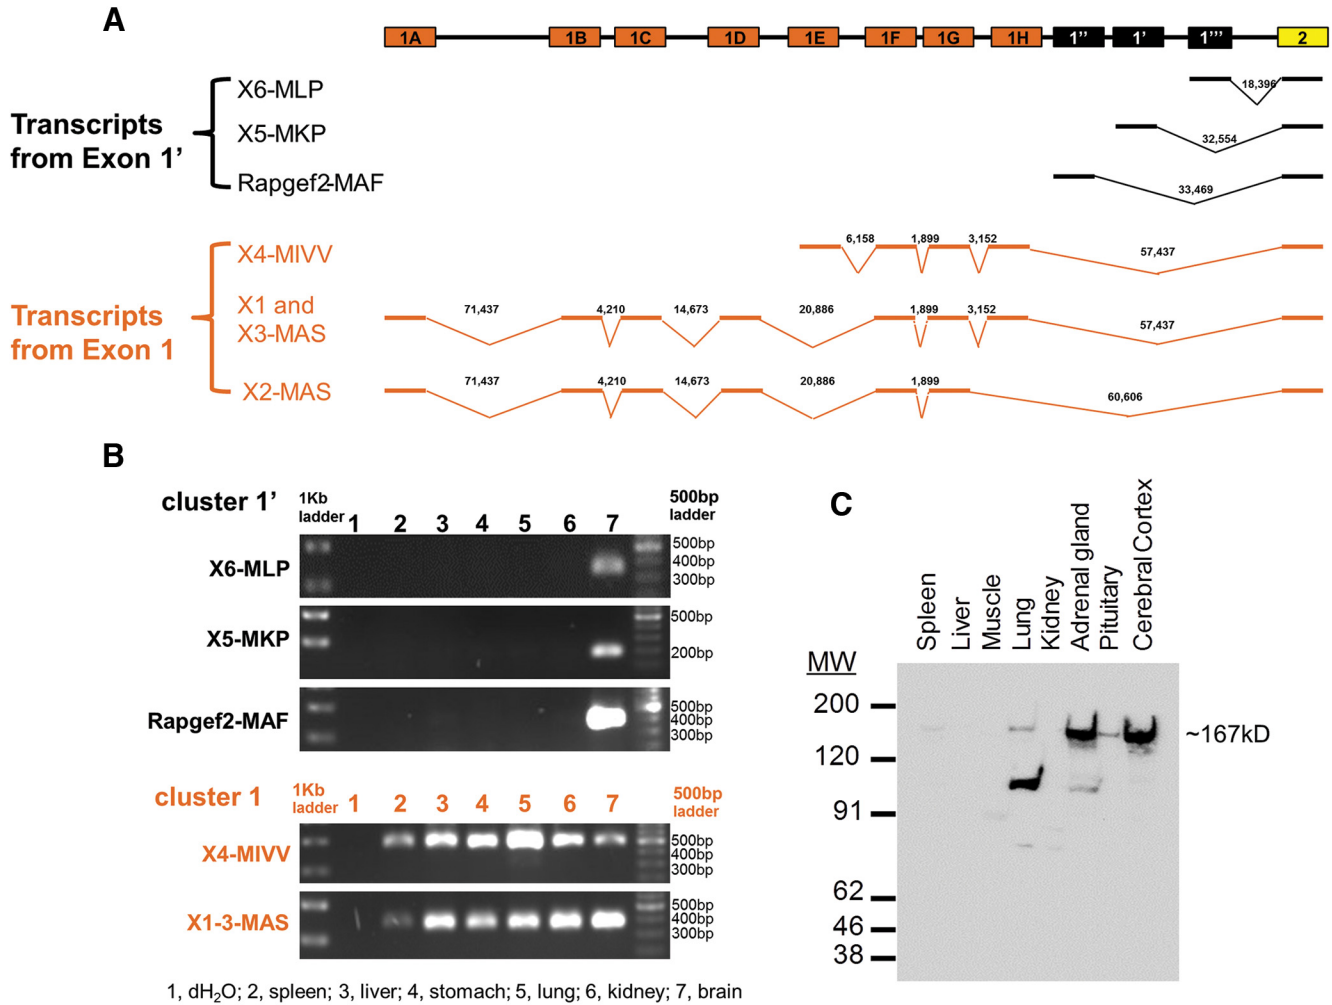 A
1A 1B 1C 1D 1E 1F 1G 1H 1'' 1' 1''' 2
Transcripts
from Exon 1’
X6-MLP
18,396
X5-MKP
32,554
Rapgef2-MAF
33,469
Transcripts
from Exon 1
X4-MIVV
6,158 1,899 3,152 57,437
X1 and
X3-MAS
71,437 4,210 14,673 20,886 1,899 3,152 57,437
X2-MAS
71,437 4,210 14,673 20,886 1,899 60,606
B
cluster 1’
1Kb
ladder
1 2 3 4 5 6 7
500bp
ladder
X6-MLP
500bp
400bp
300bp
X5-MKP
500bp
200bp
Rapgef2-MAF
500bp
400bp
300bp
cluster 1
1Kb
ladder
1 2 3 4 5 6 7
500bp
ladder
X4-MIVV
500bp
400bp
300bp
X1-3-MAS
500bp
400bp
300bp
1, dH2O; 2, spleen; 3, liver; 4, stomach; 5, lung; 6, kidney; 7, brain
C
Spleen
Liver
Muscle
Lung
Kidney
Adrenal gland
Pituitary
Cerebral Cortex
MW
200
120
91
62
46
38
~167kD